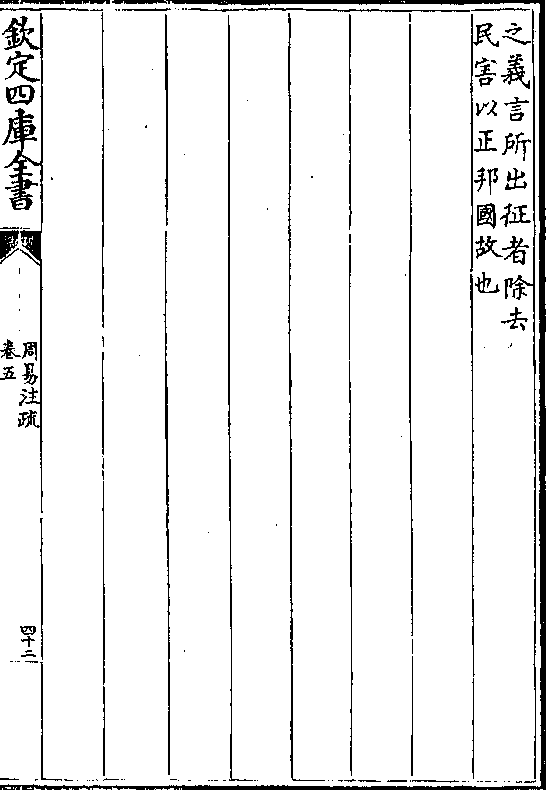 之義言所出征者除去
民害以正邦國故也
欽定四庫全書
周易注疏
卷五
四十二